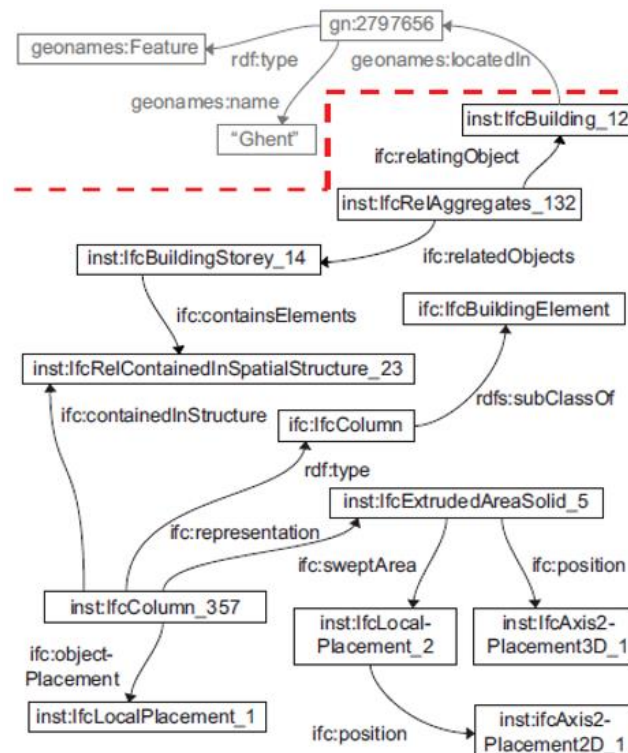 gn:2797656
geonames:Feature
rdf:type
geonames:locatedIn
geonames:name
"Ghent"
inst:IfcBuilding_12
ifc:relatingObject
inst:IfcRelAggregates_132
inst:IfcBuildingStorey_14
ifc:relatedObjects
ifc:containsElements
ifc:IfcBuildingElement
inst:IfcRelContainedInSpatialStructure_23
ifc:containedInStructure
rdfs:subClassOf
ifc:IfcColumn
rdf:type
inst:IfcExtrudedAreaSolid_5
ifc:representation
ifc:sweptArea
ifc:position
inst:IfcColumn_357
inst:IfcLocal-
Placement_2
inst:IfcAxis2-
Placement3D_1
ifc:object-
Placement
inst:IfcLocalPlacement_1
ifc:position
inst:ifcAxis2-
Placement2D_1